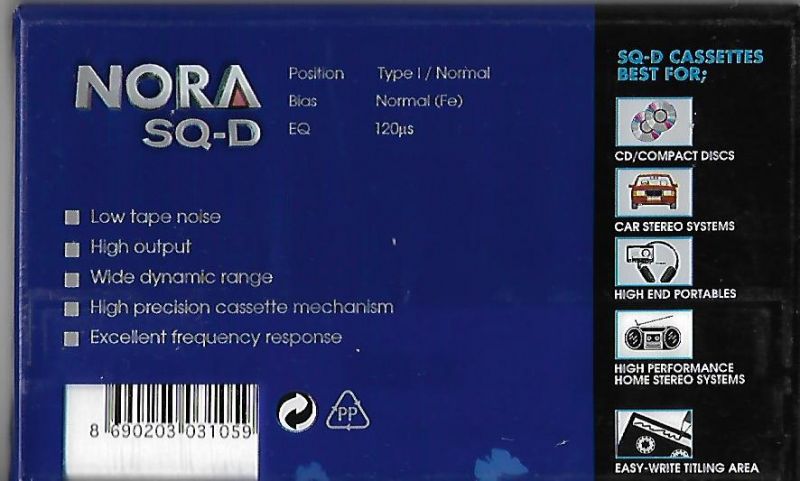 NORA
SQ-D
Position Type I / Normal
Bias Normal (Fe)
EQ 120µs
Low tape noise
High output
Wide dynamic range
High precision cassette mechanism
Excellent frequency response
8 690203 031059
PP
SQ-D CASSETTES
BEST FOR;
CD/COMPACT DISCS
CAR STEREO SYSTEMS
HIGH END PORTABLES
HIGH PERFORMANCE
HOME STEREO SYSTEMS
EASY-WRITE TITLING AREA